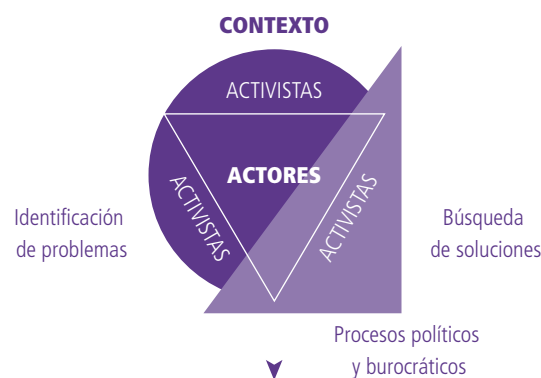 CONTEXTO
ACTIVISTAS
ACTORES
ACTIVISTAS
ACTIVISTAS
Identificación
de problemas
Búsqueda
de soluciones
Procesos políticos
y burocráticos